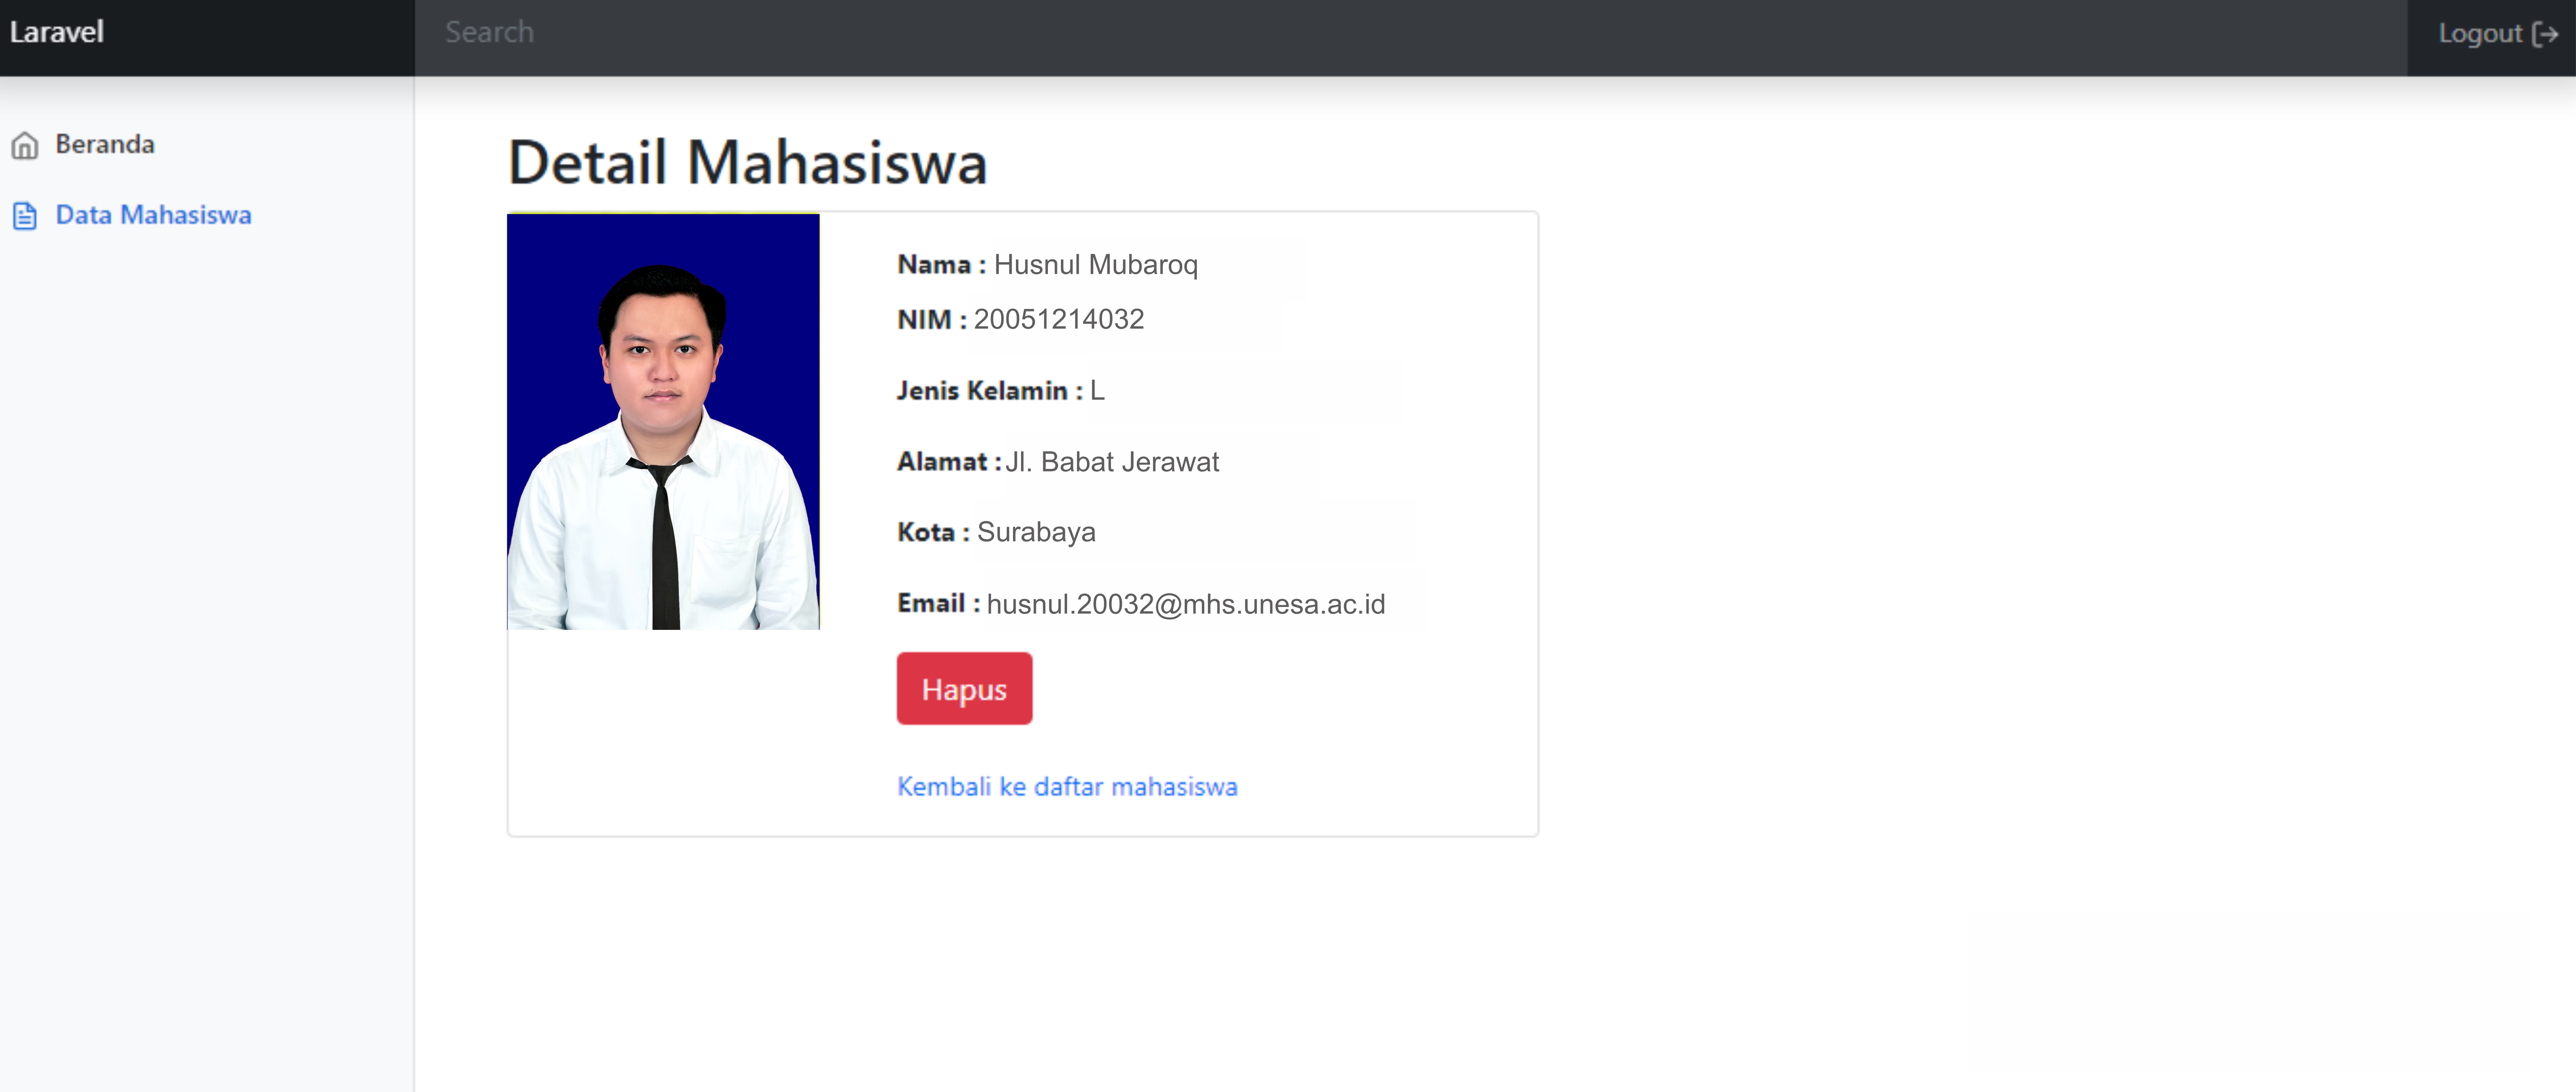 Laravel
Search
Logout
Beranda
Data Mahasiswa
Detail Mahasiswa
Nama : Husnul Mubaroq
NIM : 20051214032
Jenis Kelamin : L
Alamat : Jl. Babat Jerawat
Kota : Surabaya
Email : husnul.20032@mhs.unesa.ac.id
Hapus
Kembali ke daftar mahasiswa